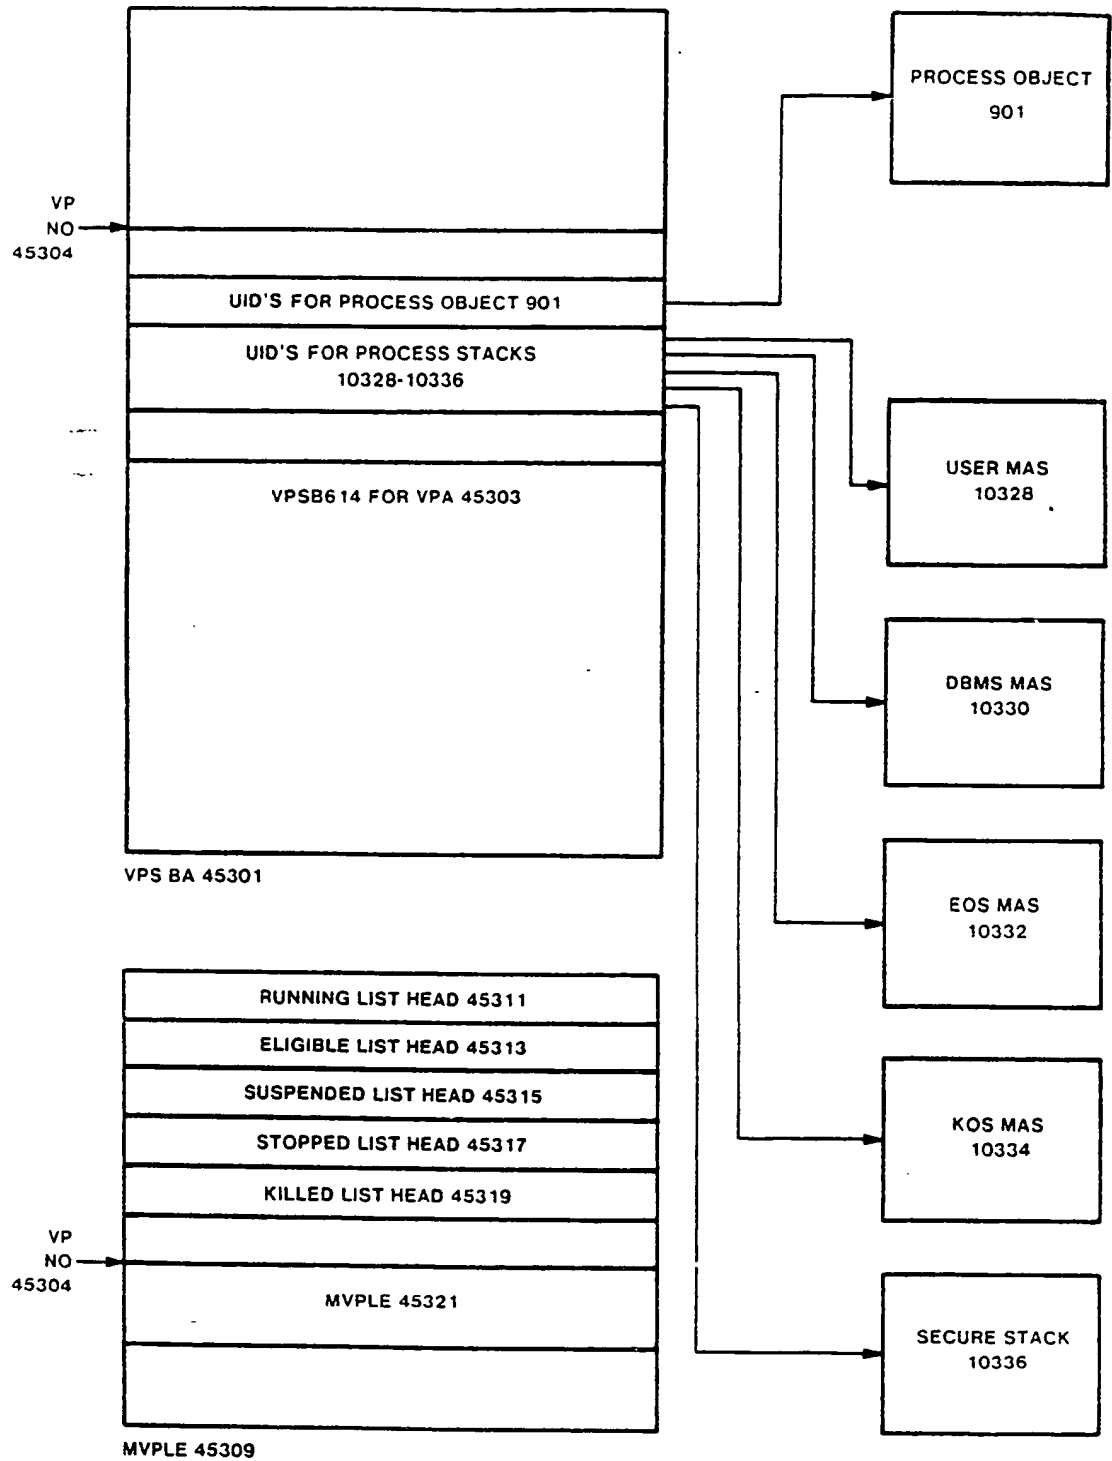 PROCESS OBJECT
901
VP
NO
45304
UID'S FOR PROCESS OBJECT 901
UID'S FOR PROCESS STACKS
10328-10336
VPSB614 FOR VPA 45303
USER MAS
10328
DBMS MAS
10330
VPS BA 45301
EOS MAS
10332
RUNNING LIST HEAD 45311
ELIGIBLE LIST HEAD 45313
SUSPENDED LIST HEAD 45315
STOPPED LIST HEAD 45317
KILLED LIST HEAD 45319
KOS MAS
10334
VP
NO
45304
MVPLE 45321
SECURE STACK
10336
MVPLE 45309